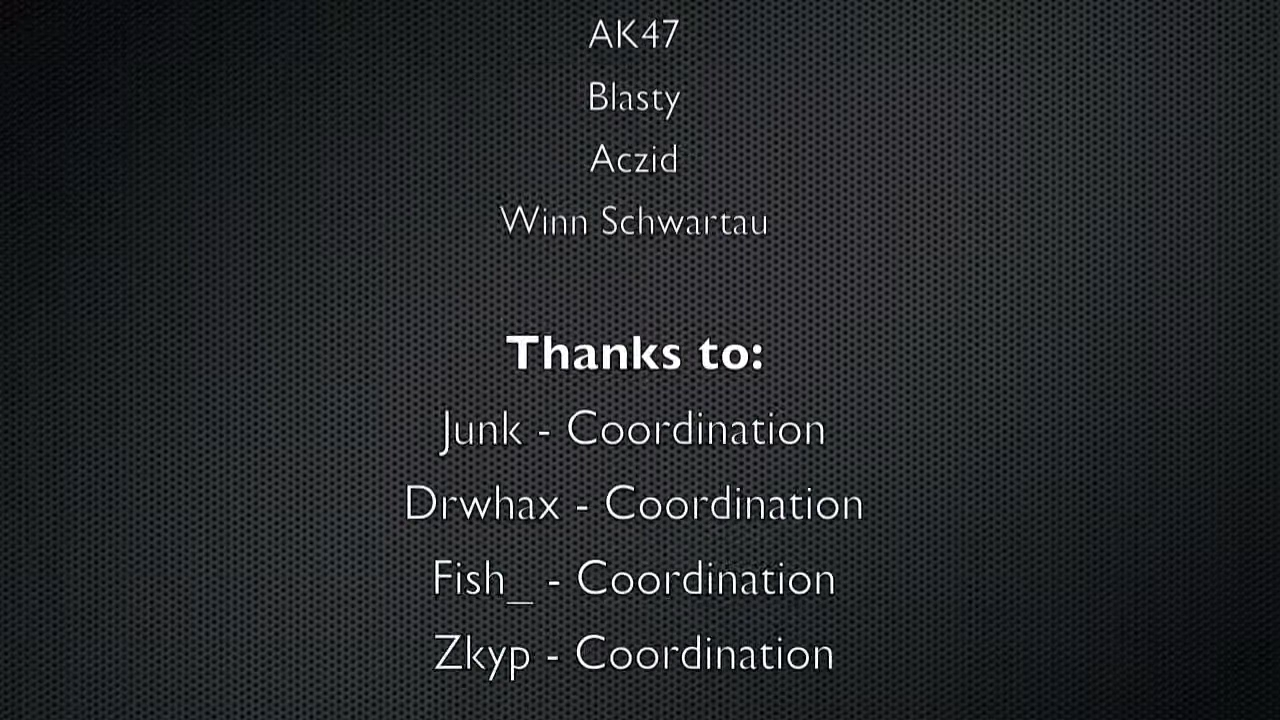 AK47
Blasty
Aczid
Winn Schwartau
Thanks to:
Junk - Coordination
Drwhax - Coordination
Fish_ - Coordination
Zkyp - Coordination